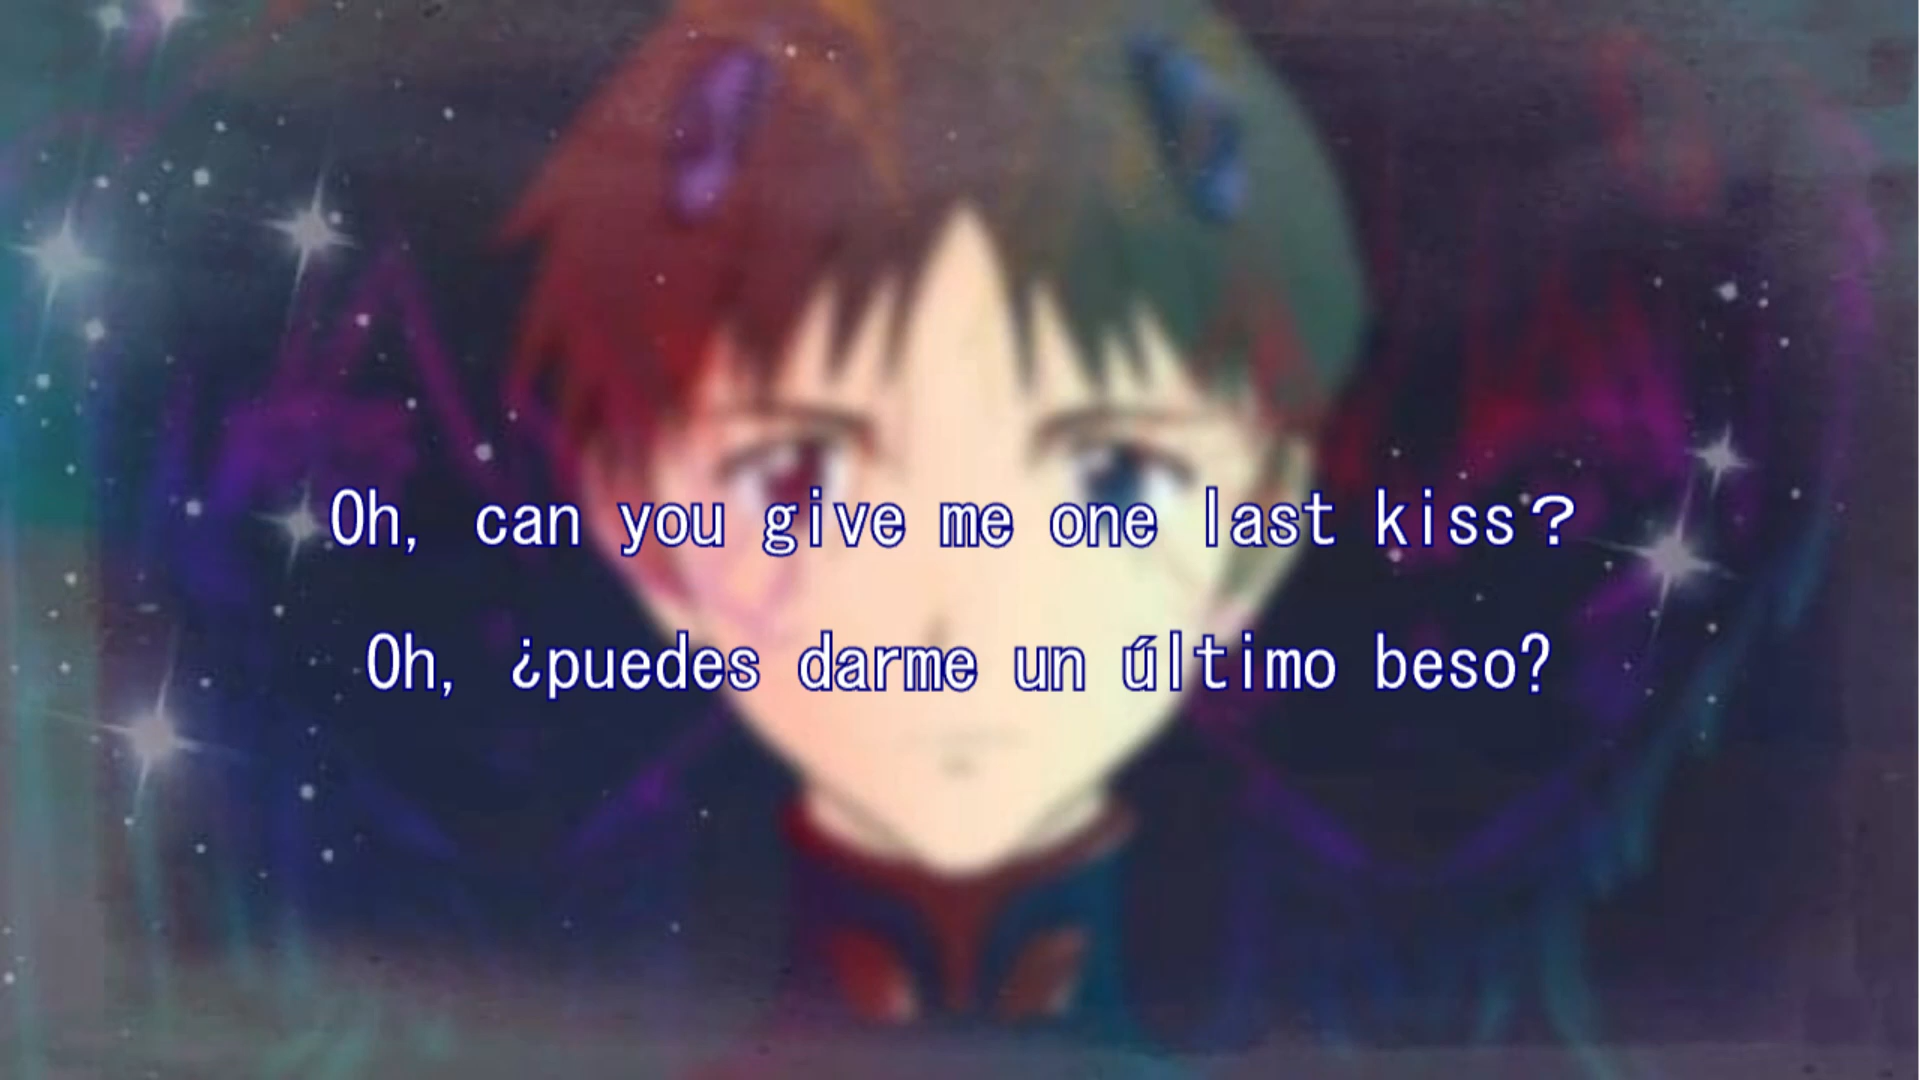 Oh, can you give me one last kiss?
Oh, ¿puedes darme un último beso?